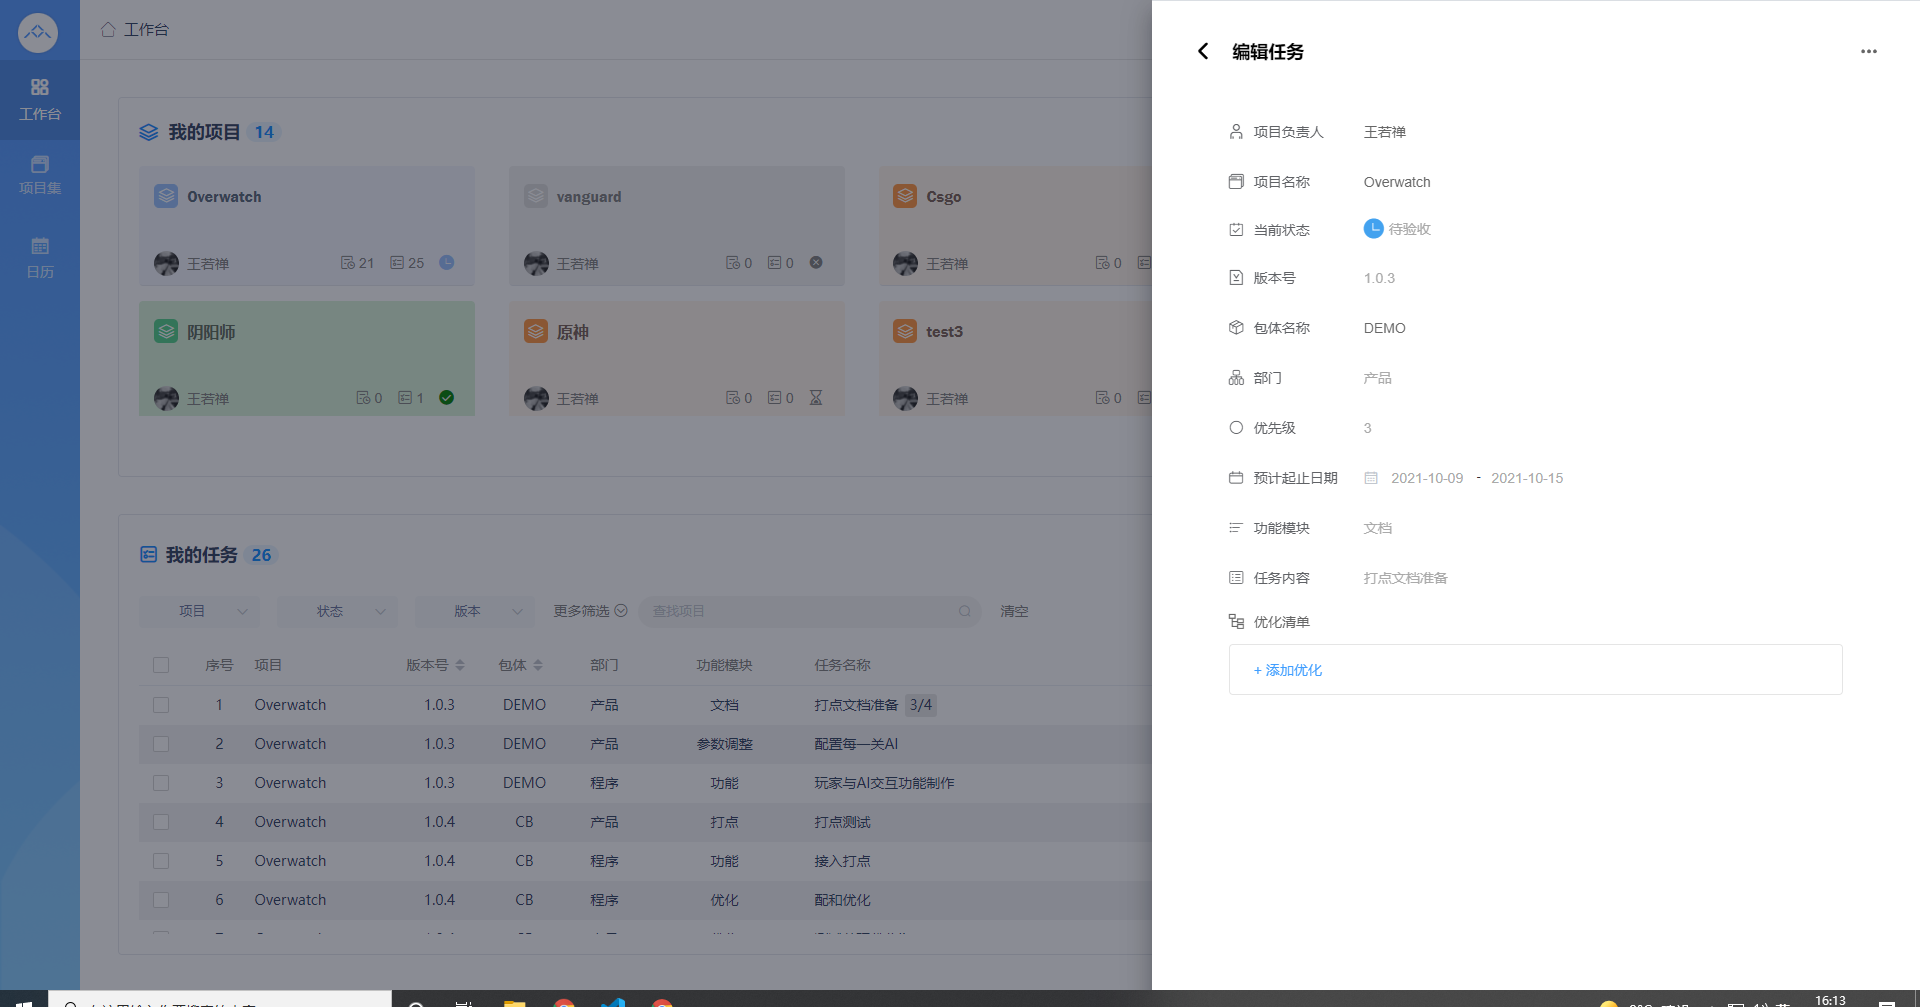 工作台
项目集
日历
工作台
我的项目 14
Overwatch
王若禅 21 25
vanguard
王若禅 0 0
Csgo
王若禅 0
阴阳师
王若禅 0 1
原神
王若禅 0 0
test3
王若禅 0
我的任务 26
项目 状态 版本 更多筛选 查找项目 清空
序号 项目 版本号 包体 部门 功能模块 任务名称
1 Overwatch 1.0.3 DEMO 产品 文档 打点文档准备 3/4
2 Overwatch 1.0.3 DEMO 产品 参数调整 配置每一关AI
3 Overwatch 1.0.3 DEMO 程序 功能 玩家与AI交互功能制作
4 Overwatch 1.0.4 CB 产品 打点 打点测试
5 Overwatch 1.0.4 CB 程序 功能 接入打点
6 Overwatch 1.0.4 CB 程序 优化 配和优化
编辑任务
项目负责人 王若禅
项目名称 Overwatch
当前状态 待验收
版本号 1.0.3
包体名称 DEMO
部门 产品
优先级 3
预计起止日期 2021-10-09 - 2021-10-15
功能模块 文档
任务内容 打点文档准备
优化清单
+ 添加优化
16:13